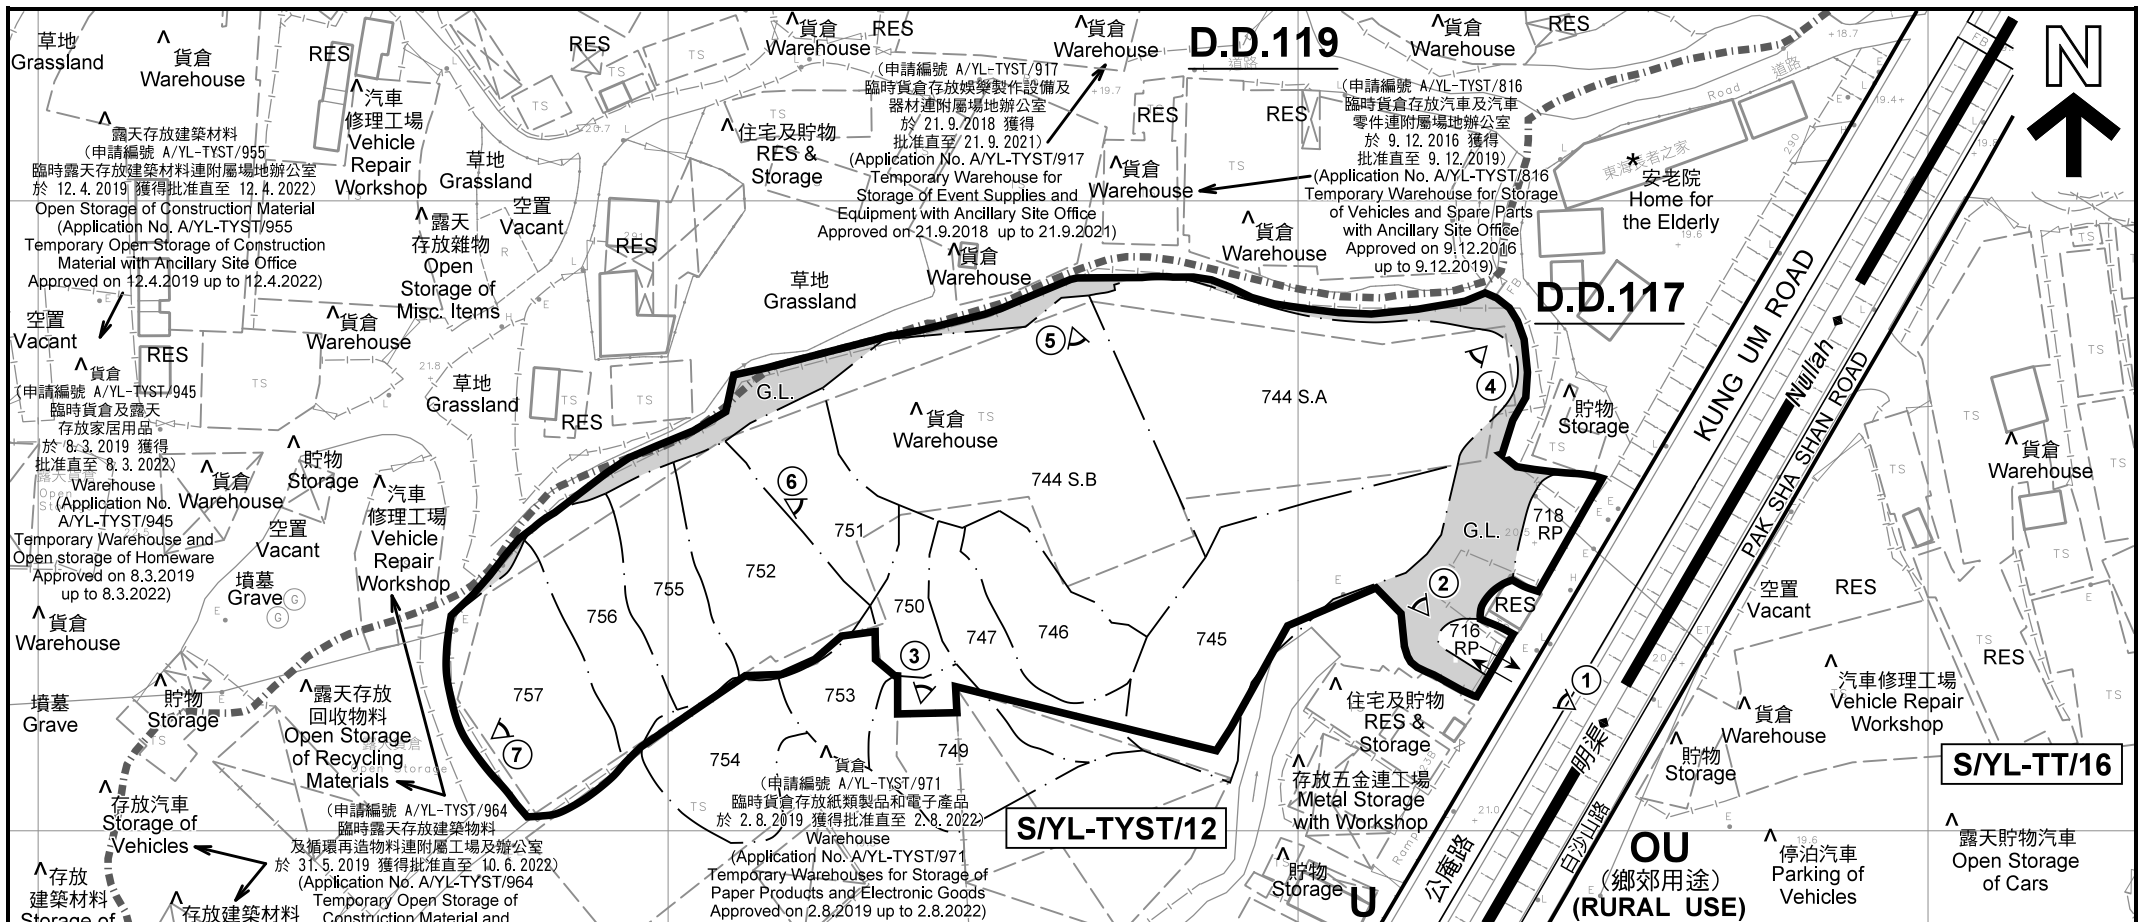 草地
Grassland
^
貨倉
Warehouse
RES
^
汽車
修理工場
Vehicle
Repair
Workshop
RES
^
貨倉
Warehouse
RES
^
貨倉
Warehouse
D.D.119
^
貨倉
Warehouse
RES
N
^
露天存放建築材料
(申請編號 A/YL-TYST/955
臨時露天存放建築材料連附屬場地辦公室
於 12.4.2019 獲得批准直至 12.4.2022)
Open Storage of Construction Material
(Application No. A/YL-TYST/955
Temporary Open Storage of Construction
Material with Ancillary Site Office
Approved on 12.4.2019 up to 12.4.2022)
草地
Grassland
空置
Vacant
^
露天
存放雜物
Open
Storage of
Misc. Items
RES
^
住宅及貯物
RES &
Storage
(申請編號 A/YL-TYST/917
臨時貨倉存放娛樂製作設備及
器材連附屬場地辦公室
於 21.9.2018 獲得
批准直至 21.9.2021)
(Application No. A/YL-TYST/917
Temporary Warehouse for
Storage of Event Supplies and
Equipment with Ancillary Site Office
Approved on 21.9.2018 up to 21.9.2021)
RES
^
貨倉
Warehouse
RES
(申請編號 A/YL-TYST/816
臨時貨倉存放汽車及汽車
零件連附屬場地辦公室
於 9.12.2016 獲得
批准直至 9.12.2019)
(Application No. A/YL-TYST/816
Temporary Warehouse for Storage
of Vehicles and Spare Parts
with Ancillary Site Office
Approved on 9.12.2016
up to 9.12.2019)
道路
道路
Road
東海長者之家
*
安老院
Home for
the Elderly
^
貨倉
Warehouse
^
貨倉
Warehouse
草地
Grassland
D.D.117
KUNG UM ROAD
Nullah
PAK SHA SHAN ROAD
空置
Vacant
RES
^
貨倉
Warehouse
^
貨倉
(申請編號 A/YL-TYST/945
臨時貨倉及露天
存放家居用品
於 8.3.2019 獲得
批准直至 8.3.2022)
Warehouse
(Application No.
A/YL-TYST/945
Temporary Warehouse and
Open storage of Homeware
Approved on 8.3.2019
up to 8.3.2022)
^
貨倉
Warehouse
^
貯物
Storage
空置
Vacant
墳墓
Grave
G
G
^
汽車
修理工場
Vehicle
Repair
Workshop
草地
Grassland
RES
G.L.
5
4
744 S.A
^
貨倉
Warehouse
TS
744 S.B
6
751
752
755
756
757
7
750
747
746
745
3
753
754
749
G.L.
718
RP
2
716
RP
RES
1
^
貯物
Storage
^
貨倉
Warehouse
空置
Vacant
RES
RES
^
汽車修理工場
Vehicle Repair
Workshop
^
貨倉
Warehouse
^
貯物
Storage
S/YL-TT/16
^
貨倉
Warehouse
墳墓
Grave
^
貯物
Storage
^
露天存放
回收物料
Open Storage
of Recycling
Materials
^
存放汽車
Storage of
Vehicles
(申請編號 A/YL-TYST/964
臨時露天存放建築物料
及循環再造物料連附屬工場及辦公室
於 31.5.2019 獲得批准直至 10.6.2022)
(Application No. A/YL-TYST/964
Temporary Open Storage of
Construction Material and
^
存放
建築材料
Storage of
^
存放建築材料
^
貨倉
(申請編號 A/YL-TYST/971
臨時貨倉存放紙類製品和電子產品
於 2.8.2019 獲得批准直至 2.8.2022)
Warehouse
(Application No. A/YL-TYST/971
Temporary Warehouses for Storage of
Paper Products and Electronic Goods
Approved on 2.8.2019 up to 2.8.2022)
S/YL-TYST/12
^
住宅及貯物
RES &
Storage
^
存放五金連工場
Metal Storage
with Workshop
^
貯物
Storage
U
Ramp
公庵路
明渠
白沙山路
OU
(鄉郊用途)
(RURAL USE)
^
停泊汽車
Parking of
Vehicles
^
露天貯物汽車
Open Storage
of Cars